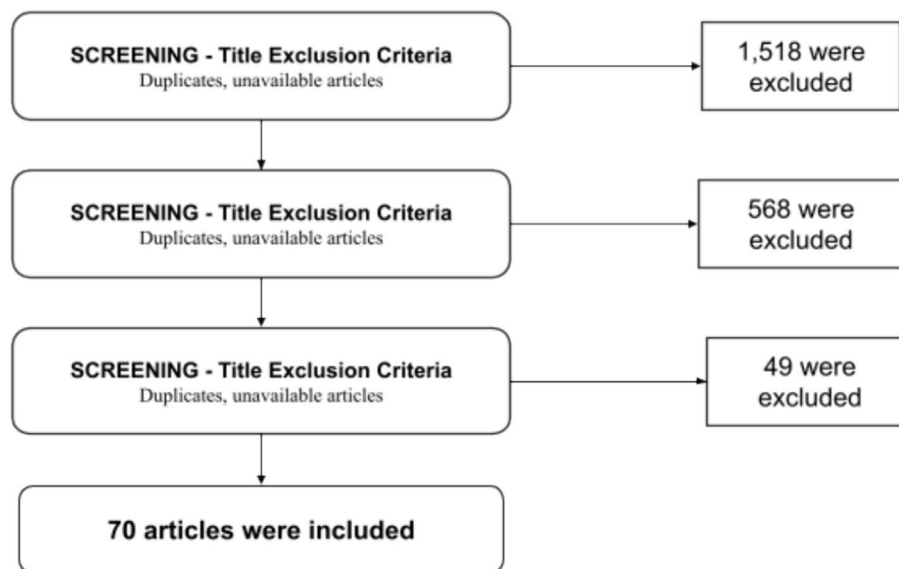 SCREENING - Title Exclusion Criteria
Duplicates, unavailable articles
1,518 were
excluded
SCREENING - Title Exclusion Criteria
Duplicates, unavailable articles
568 were
excluded
SCREENING - Title Exclusion Criteria
Duplicates, unavailable articles
49 were
excluded
70 articles were included